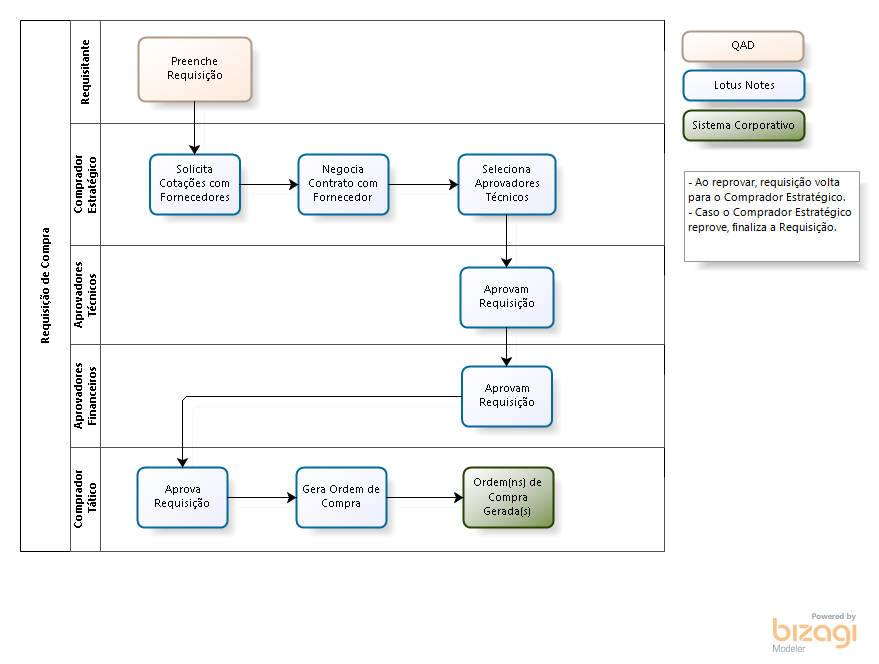 Requisição de Compra
Requisitante
Preenche
Requisição
Comprador
Estratégico
Solicita
Cotações com
Fornecedores
Negocia
Contrato com
Fornecedor
Seleciona
Aprovadores
Técnicos
Aprovadores
Técnicos
Aprovam
Requisição
Aprovadores
Financeiros
Aprovam
Requisição
Comprador
Tático
Aprova
Requisição
Gera Ordem de
Compra
Ordem(ns) de
Compra
Gerada(s)
QAD
Lotus Notes
Sistema Corporativo
- Ao reprovar, requisição volta
para o Comprador Estratégico.
- Caso o Comprador Estratégico
reprove, finaliza a Requisição.
Powered by
bizagi
Modeler